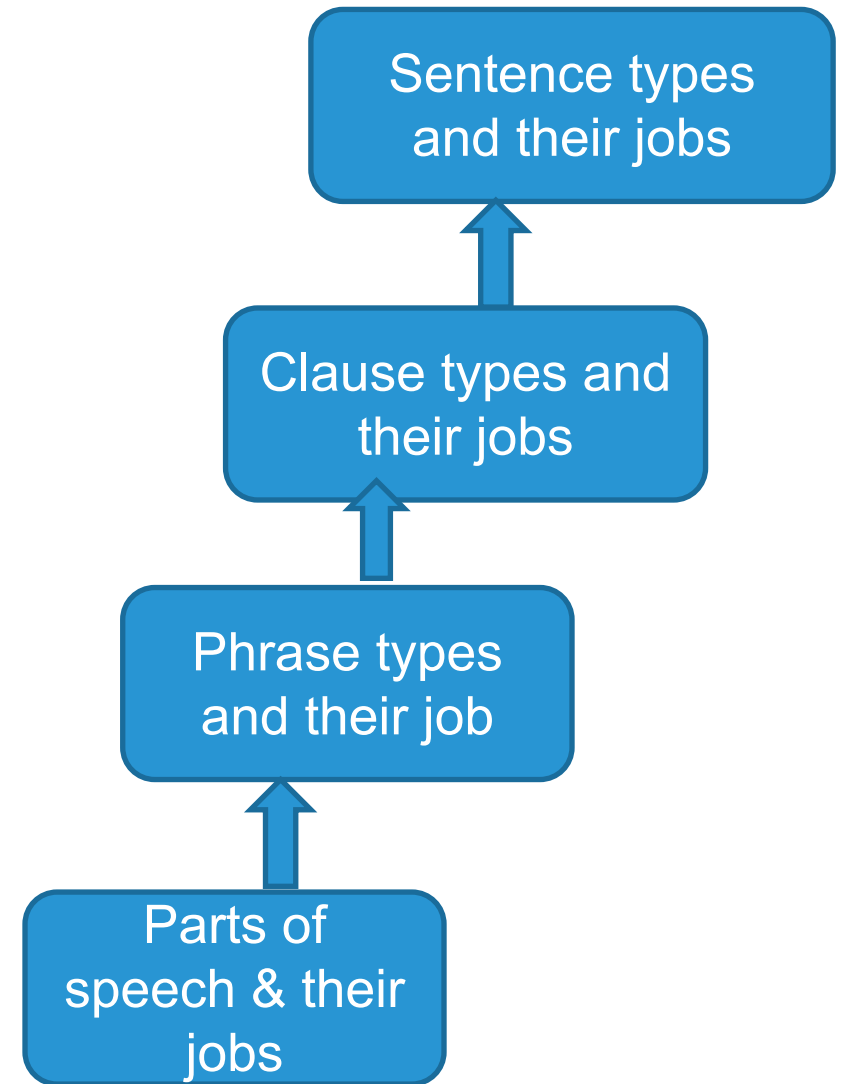 Sentence types
and their jobs
Clause types and
their jobs
Phrase types
and their job
Parts of
speech & their
jobs